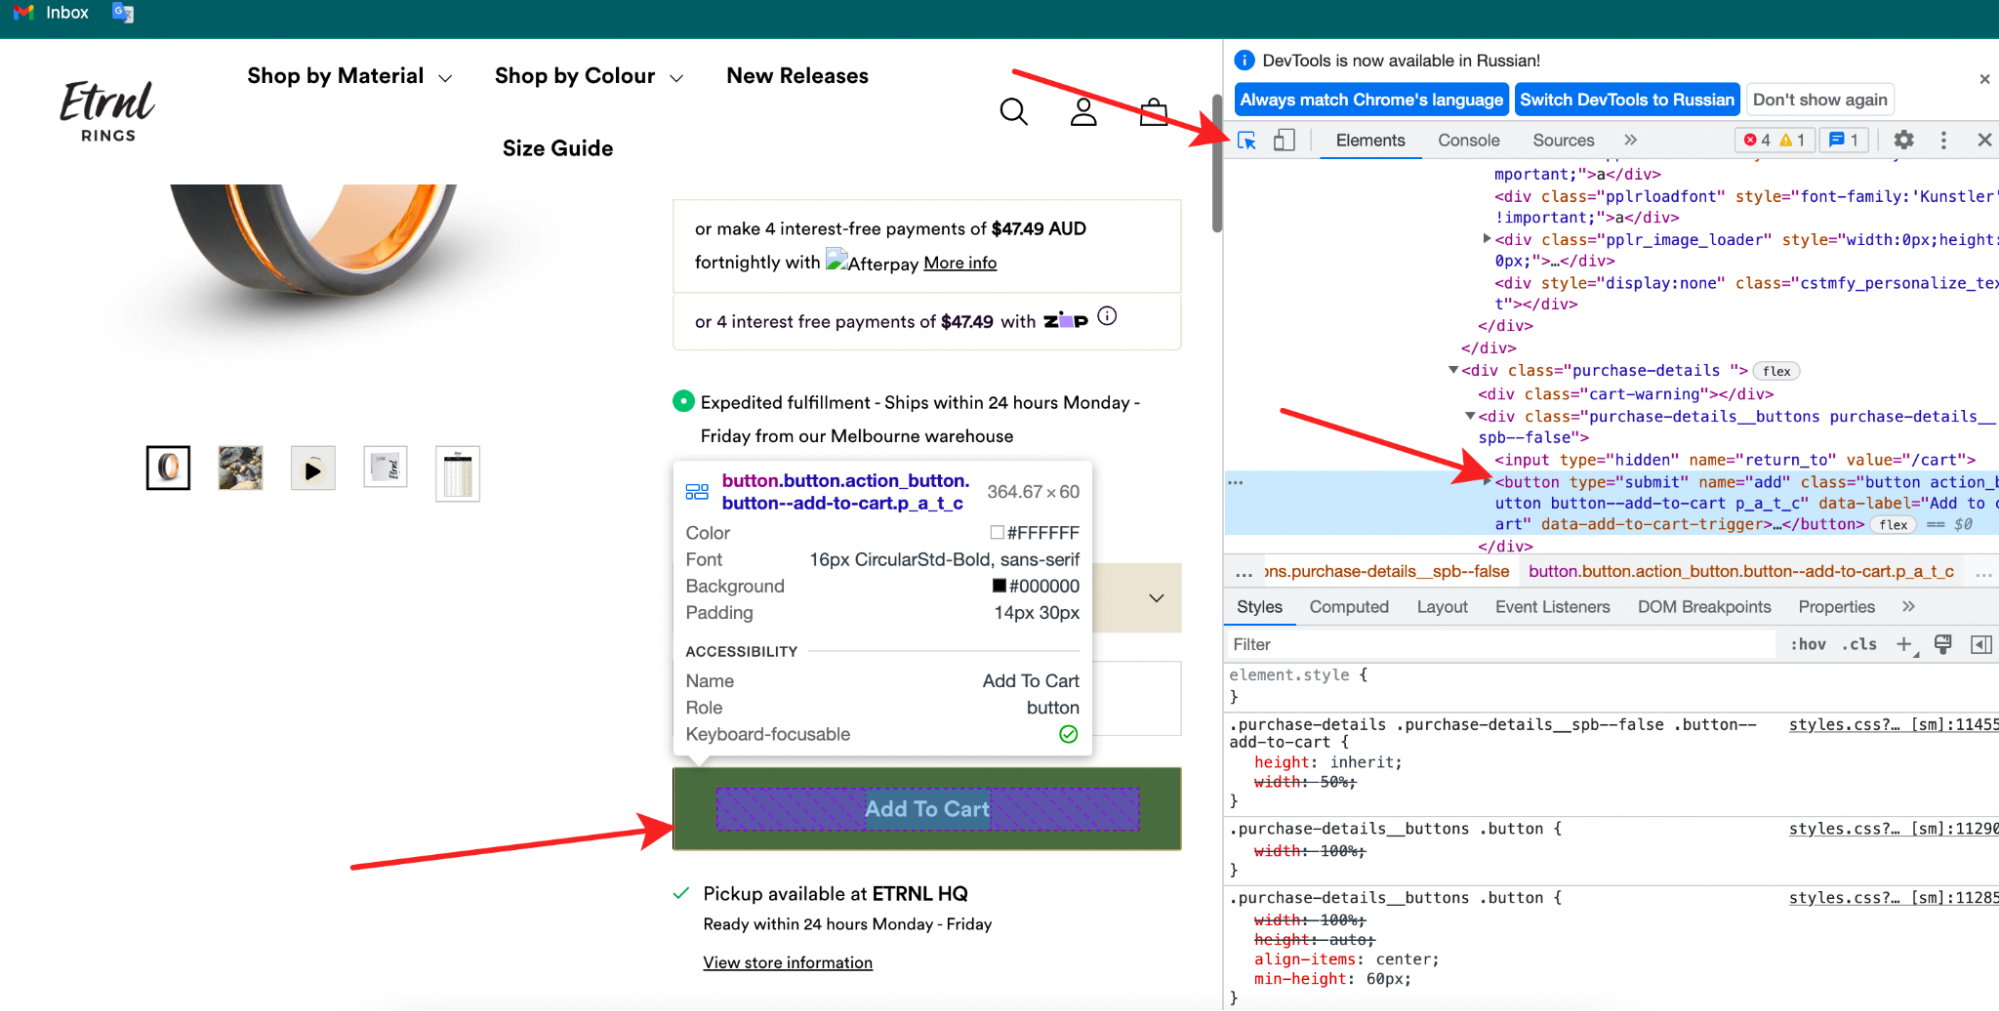 Inbox
Etrnl
RINGS
Shop by Material
Shop by Colour
New Releases
Size Guide
or make 4 interest-free payments of $47.49 AUD
fortnightly with Afterpay More info
or 4 interest free payments of $47.49 with ZIP
Expedited fulfillment - Ships within 24 hours Monday -
Friday from our Melbourne warehouse
button.button.action_button.
button--add-to-cart.p_a_t_c
364.67 × 60
Color #FFFFFF
Font 16px CircularStd-Bold, sans-serif
Background #000000
Padding 14px 30px
ACCESSIBILITY
Name Add To Cart
Role button
Keyboard-focusable
Add To Cart
Pickup available at ETRNL HQ
Ready within 24 hours Monday - Friday
View store information
DevTools is now available in Russian!
Always match Chrome's language Switch DevTools to Russian Don't show again
Elements Console Sources » 4 1 1
mportant;">a</div>
<div class="pplrloadfont" style="font-family:'Kunstler'
!important;">a</div>
<div class="pplr_image_loader" style="width:0px;height:
0px;">…</div>
<div style="display:none" class="cstmfy_personalize_tex
t"></div>
</div>
</div>
<div class="purchase-details "> flex
<div class="cart-warning"></div>
<div class="purchase-details__buttons purchase-details__
spb--false">
<input type="hidden" name="return_to" value="/cart">
<button type="submit" name="add" class="button action_b
utton button--add-to-cart p_a_t_c" data-label="Add to c
art" data-add-to-cart-trigger>…</button> flex == $0
</div>
... ons.purchase-details__spb--false button.button.action_button.button--add-to-cart.p_a_t_c ...
Styles Computed Layout Event Listeners DOM Breakpoints Properties »
Filter :hov .cls +
element.style {
}
.purchase-details .purchase-details__spb--false .button-- styles.css?… [sm]:11455
add-to-cart {
height: inherit;
width: 50%;
}
.purchase-details__buttons .button { styles.css?… [sm]:11290
width: 100%;
}
.purchase-details__buttons .button { styles.css?… [sm]:11285
width: 100%;
height: auto;
align-items: center;
min-height: 60px;
}